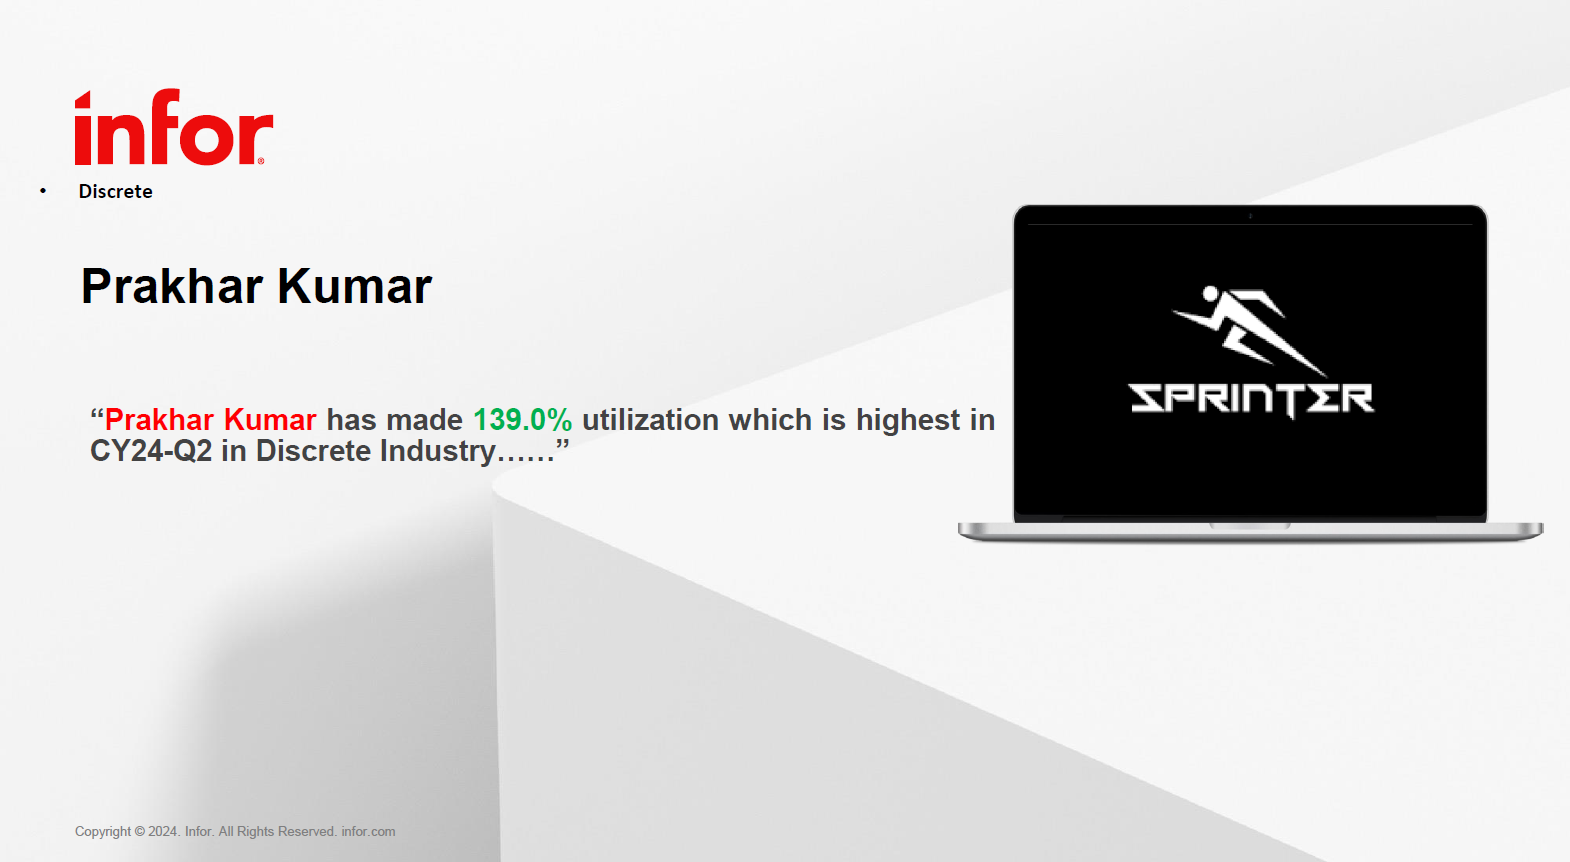 infor®
• Discrete
Prakhar Kumar
“Prakhar Kumar has made 139.0% utilization which is highest in
CY24-Q2 in Discrete Industry……”
SPRINTER
Copyright © 2024. Infor. All Rights Reserved. infor.com